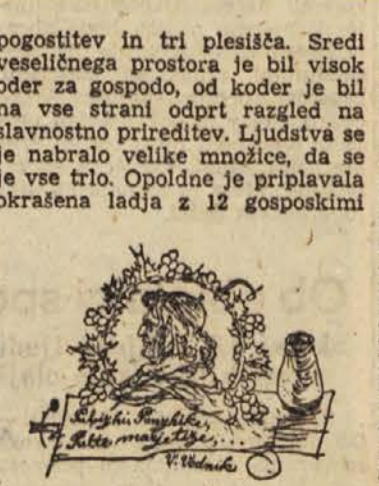 pogostitev in tri plesišča. Sredi
veseličnega prostora je bil visok
oder za gospodo, od koder je bil
na vse strani odprt razgled na
slavnostno prireditev. Ljudstva se
je nabralo velike množice, da se
je vse trlo. Opoldne je priplavala
okrašena ladja z 12 gosposkimi
V. Vodnik